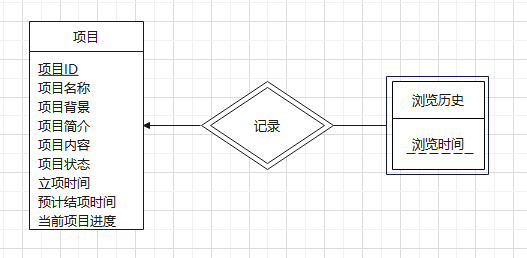 项目
项目ID
项目名称
项目背景
项目简介
项目内容
项目状态
立项时间
预计结项时间
当前项目进度
记录
浏览历史
浏览时间